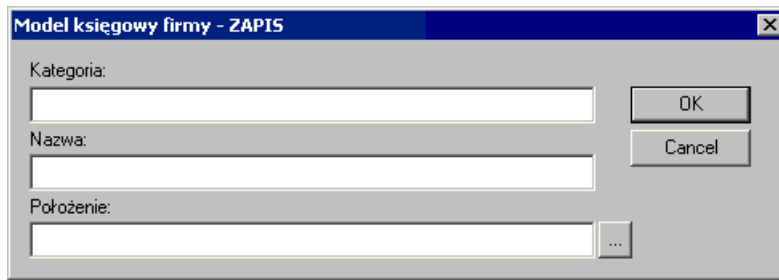 Model księgowy firmy - ZAPIS
Kategoria:
OK
Nazwa:
Cancel
Położenie:
...